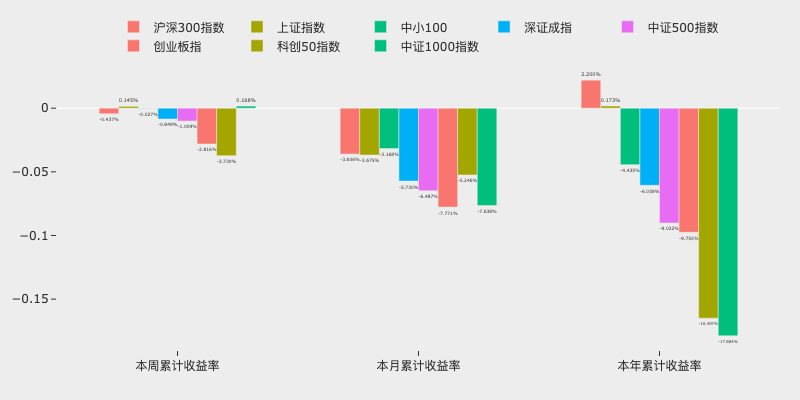 沪深300指数 上证指数 中小100 深证成指 中证500指数
创业板指 科创50指数 中证1000指数
2.200%
0.145% 0.168% 0.173%
0
-0.437% -0.027% -0.849% -1.009%
-2.816%
-3.730% -3.608% -3.675% -3.168%
−0.05
-4.435%
-5.730% -5.246% -6.058%
-6.487%
-7.771% -7.638%
-9.022%
−0.1
-9.755%
−0.15
-17.884%
本周累计收益率 本月累计收益率 本年累计收益率